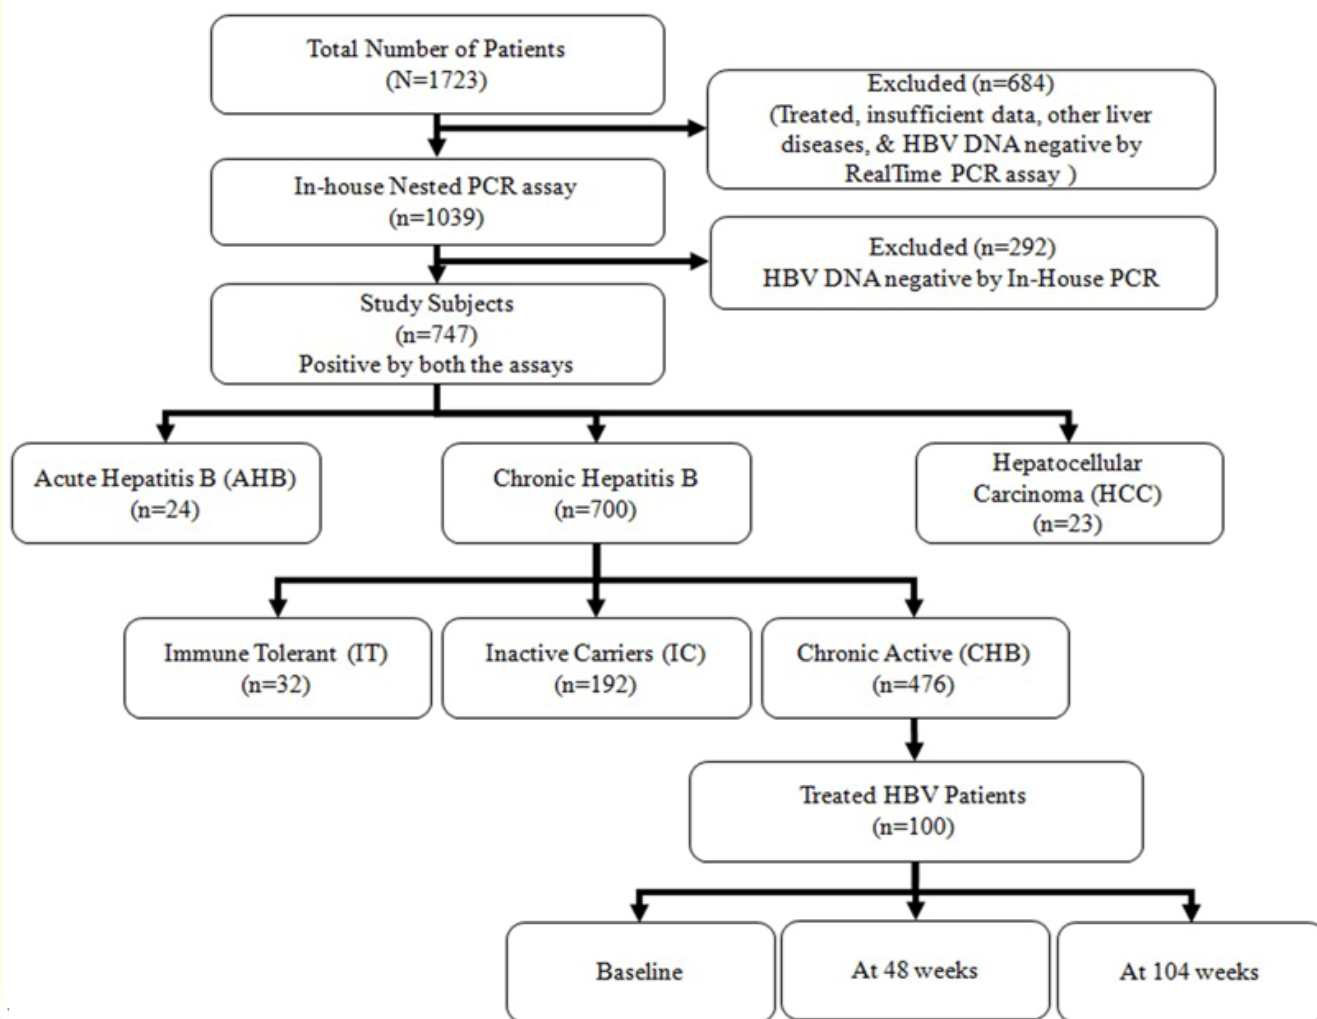 Total Number of Patients
(N=1723)
Excluded (n=684)
(Treated, insufficient data, other liver
diseases, & HBV DNA negative by
RealTime PCR assay )
In-house Nested PCR assay
(n=1039)
Excluded (n=292)
HBV DNA negative by In-House PCR
Study Subjects
(n=747)
Positive by both the assays
Acute Hepatitis B (AHB)
(n=24)
Chronic Hepatitis B
(n=700)
Hepatocellular
Carcinoma (HCC)
(n=23)
Immune Tolerant (IT)
(n=32)
Inactive Carriers (IC)
(n=192)
Chronic Active (CHB)
(n=476)
Treated HBV Patients
(n=100)
Baseline
At 48 weeks
At 104 weeks